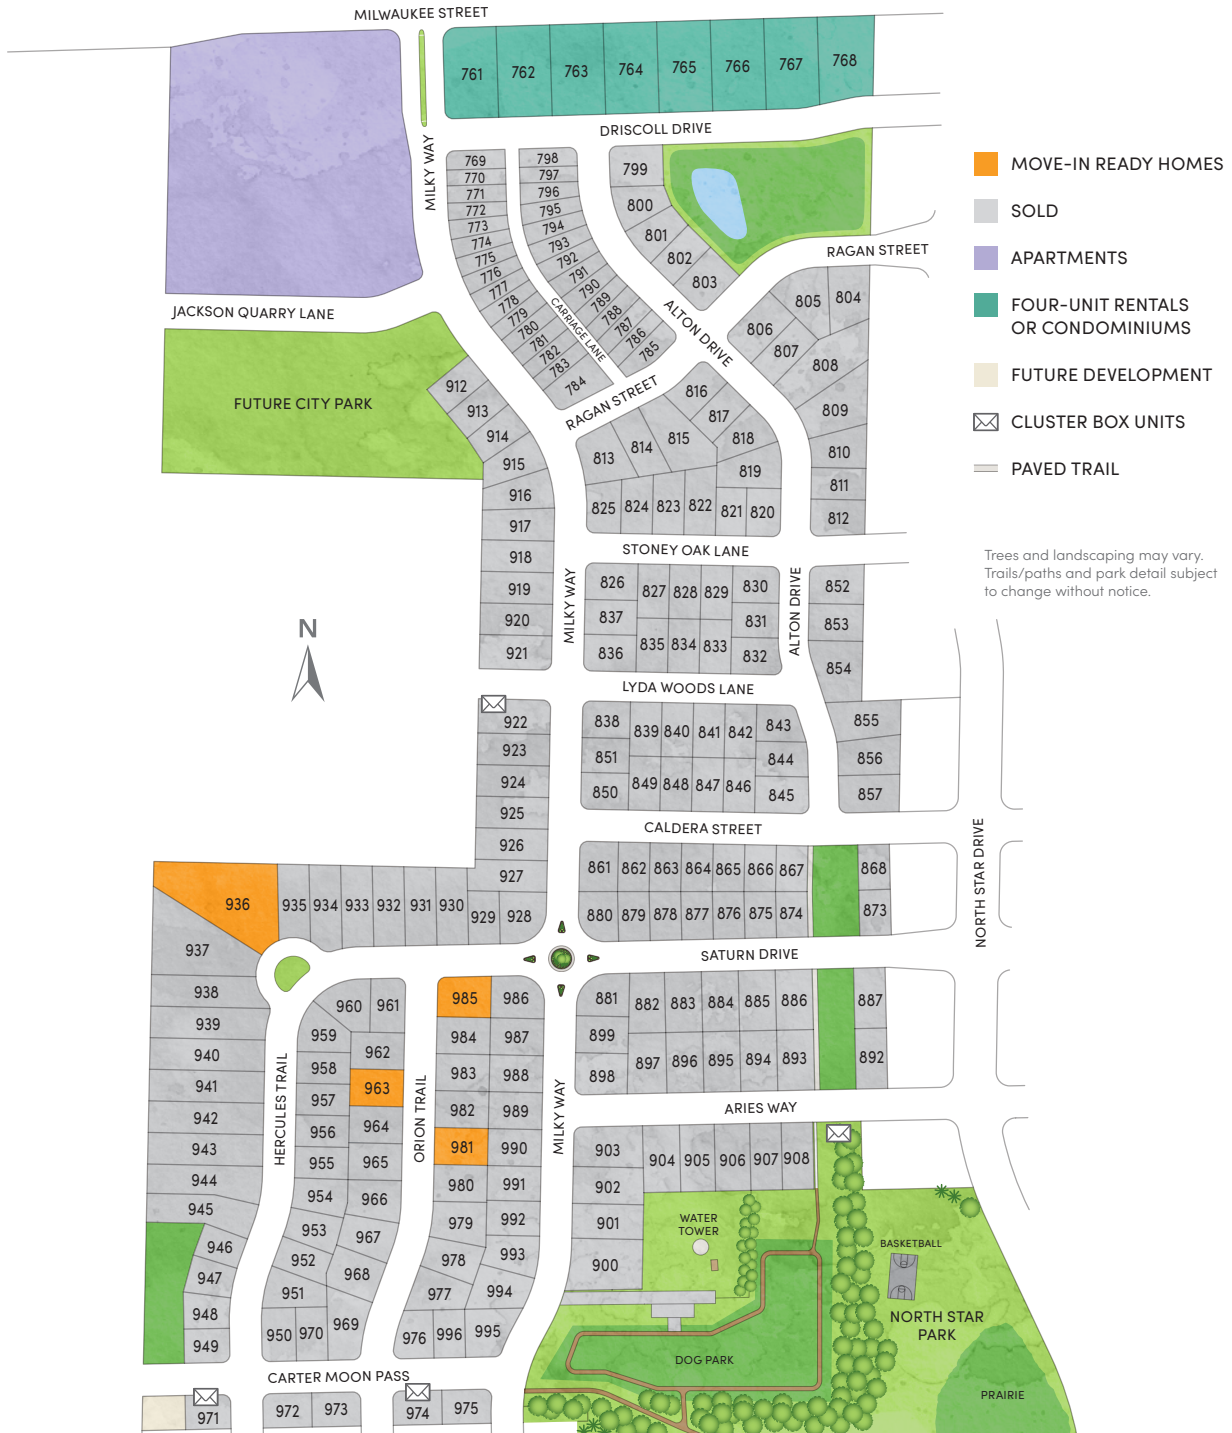 MILWAUKEE STREET
761 762 763 764 765 766 767 768
DRISCOLL DRIVE
MILKY WAY
769
770
771
772
773
774
775
776
777
778
779
780
781
782
783
784
798
797
796
795
794
793
792
791
790
789
788
787
786
785
CARRIAGE LANE
799
800
801
802
803
RAGAN STREET
ALTON DRIVE
804
805
806
807
808
809
810
811
812
MOVE-IN READY HOMES
SOLD
APARTMENTS
FOUR-UNIT RENTALS
OR CONDOMINIUMS
FUTURE DEVELOPMENT
CLUSTER BOX UNITS
PAVED TRAIL
Trees and landscaping may vary.
Trails/paths and park detail subject
to change without notice.
JACKSON QUARRY LANE
FUTURE CITY PARK
RAGAN STREET
912
913
914
915
916
917
918
919
920
921
813 814 815 816
817
818
819
825 824 823 822 821 820
STONEY OAK LANE
MILKY WAY
ALTON DRIVE
826 827 828 829 830
837 831
836 835 834 833 832
852
853
854
LYDA WOODS LANE
N
922
923
924
925
926
927
838 839 840 841 842 843
851 844
850 849 848 847 846 845
855
856
857
CALDERA STREET
NORTH STAR DRIVE
861 862 863 864 865 866 867 868
880 879 878 877 876 875 874 873
936 935 934 933 932 931 930 929 928
SATURN DRIVE
937
938
939
940
941
942
943
944
945
946
947
948
949
HERCULES TRAIL
960 961
959
958
957
956
955
954
953
952
951
950 970 969
962
963
964
965
966
967
968
ORION TRAIL
985 986
984 987
983 988
982 989
981 990
980 991
979 992
978 993
977 994
976 996 995
MILKY WAY
881 882 883 884 885 886 887
899
898 897 896 895 894 893 892
ARIES WAY
903 904 905 906 907 908
902
901
900
WATER
TOWER
BASKETBALL
NORTH STAR
PARK
DOG PARK
PRAIRIE
CARTER MOON PASS
971 972 973 974 975